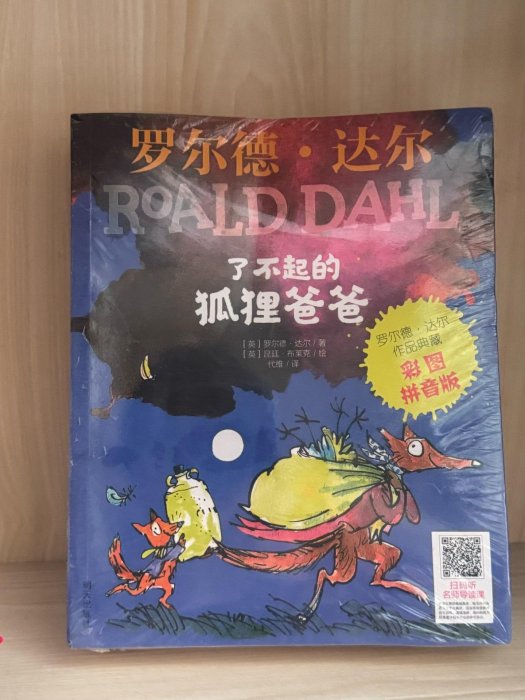 罗尔德·达尔
ROALD DAHL
了不起的
狐狸爸爸
[英]罗尔德·达尔／著
[英]昆廷·布莱克／绘
代维／译
罗尔德·达尔
作品典藏
彩图
拼音版
扫码听
名师导读课